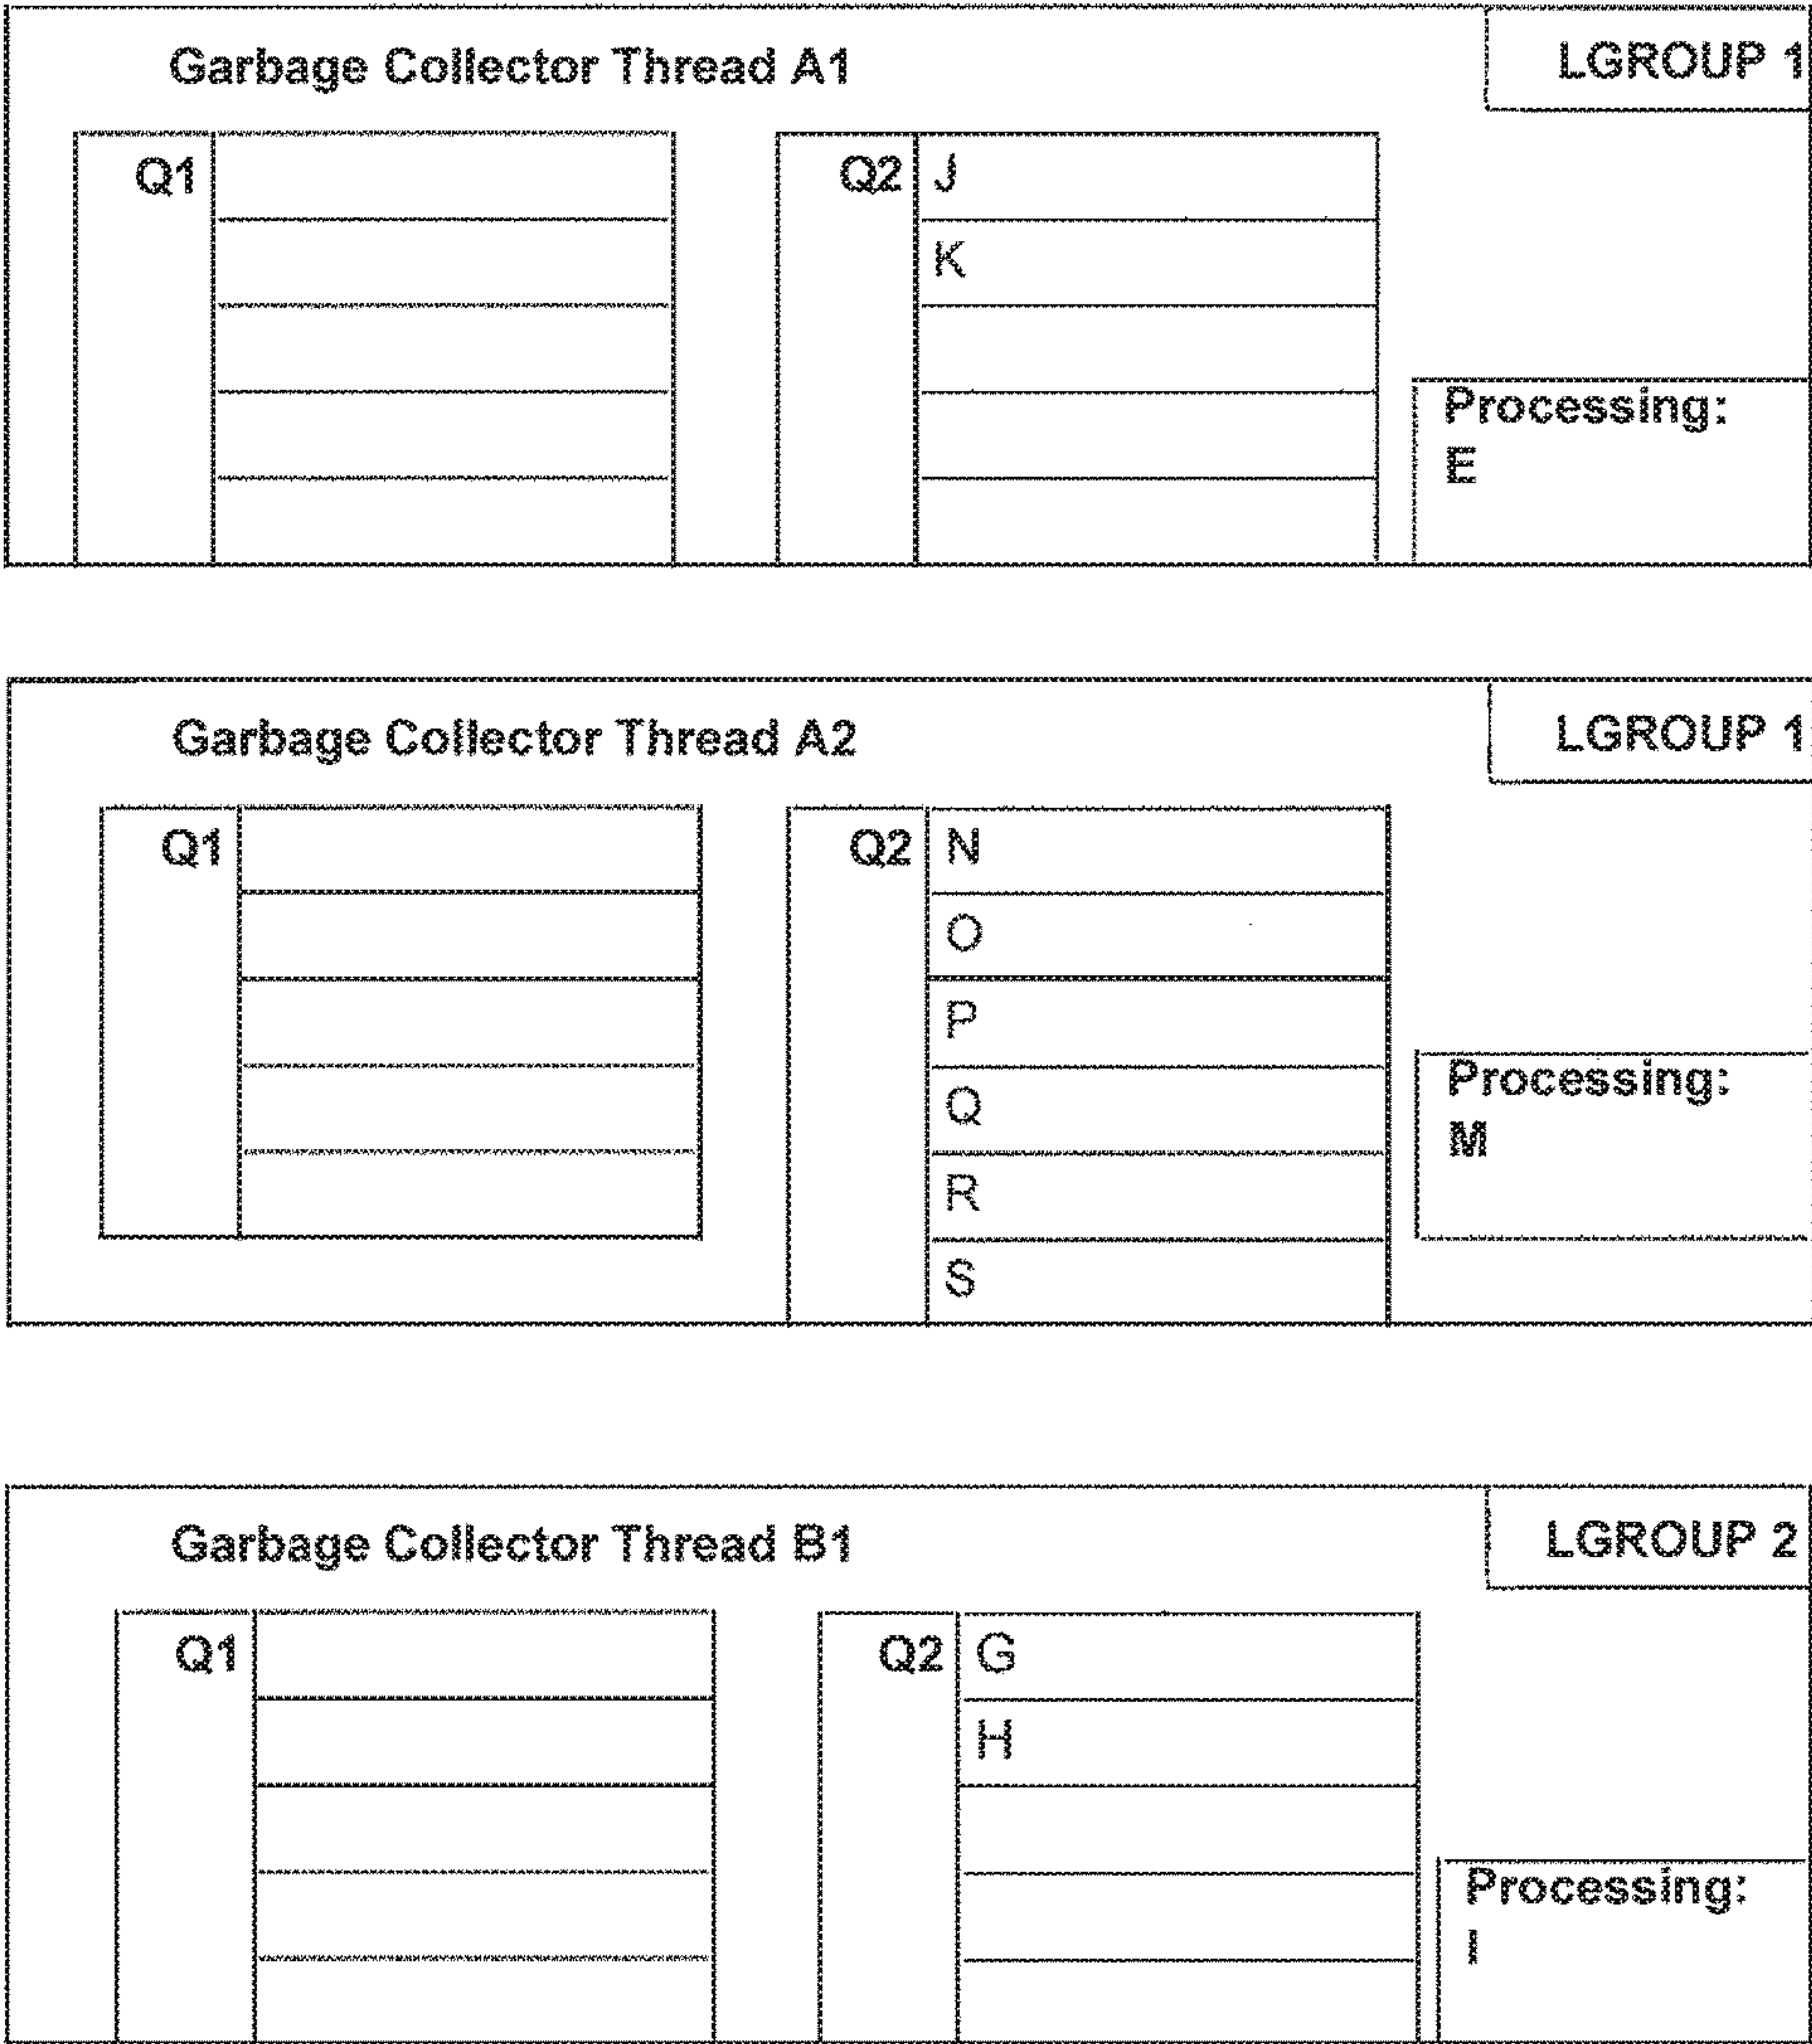 Garbage Collector Thread A1
LGROUP 1
Q1
Q2
J
K
Processing:
E
Garbage Collector Thread A2
LGROUP 1
Q1
Q2
N
O
P
Q
R
S
Processing:
M
Garbage Collector Thread B1
LGROUP 2
Q1
Q2
G
H
Processing:
I